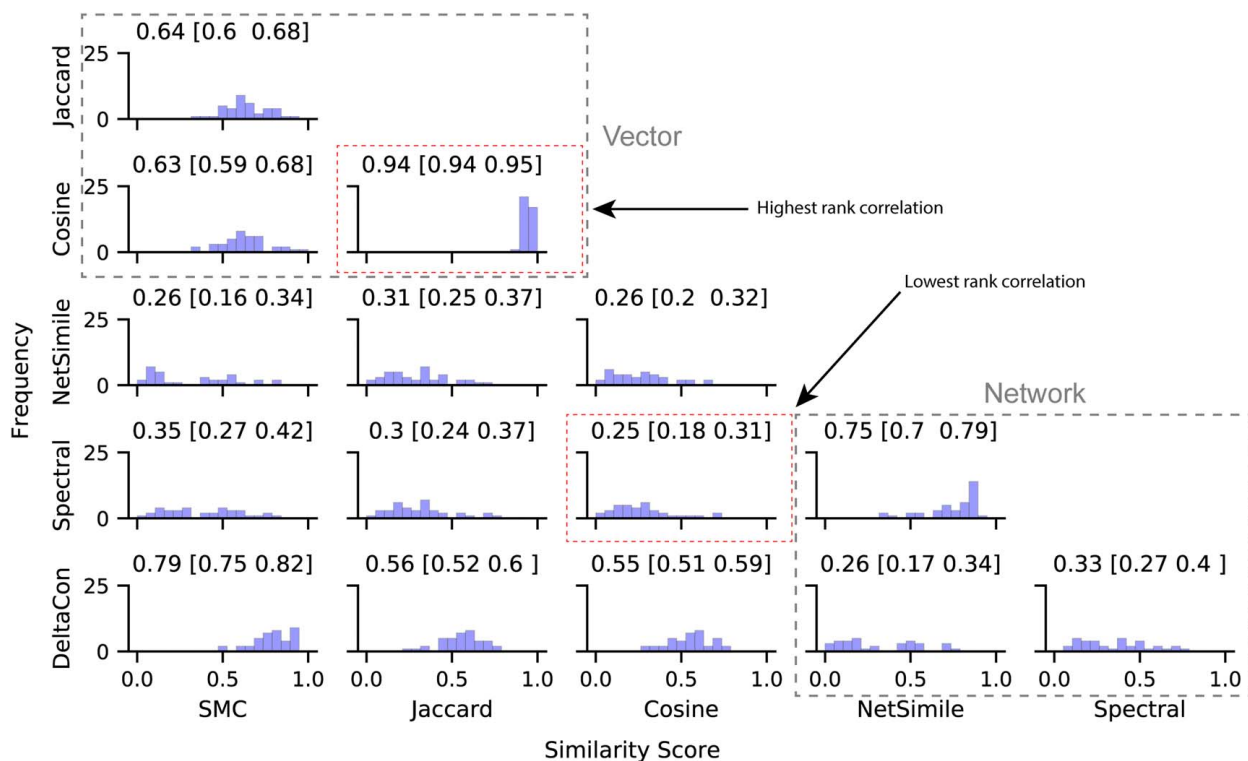 0.64 [0.6  0.68]
Jaccard
25
0
Vector
0.63 [0.59 0.68]
0.94 [0.94 0.95]
Cosine
25
0
Highest rank correlation
Lowest rank correlation
0.26 [0.16 0.34]
0.31 [0.25 0.37]
0.26 [0.2  0.32]
Frequency
NetSimile
25
0
Network
0.35 [0.27 0.42]
0.3 [0.24 0.37]
0.25 [0.18 0.31]
0.75 [0.7  0.79]
Spectral
25
0
0.79 [0.75 0.82]
0.56 [0.52 0.6 ]
0.55 [0.51 0.59]
0.26 [0.17 0.34]
0.33 [0.27 0.4 ]
DeltaCon
25
0
0.0 0.5 1.0
0.0 0.5 1.0
0.0 0.5 1.0
0.0 0.5 1.0
0.0 0.5 1.0
SMC
Jaccard
Cosine
NetSimile
Spectral
Similarity Score